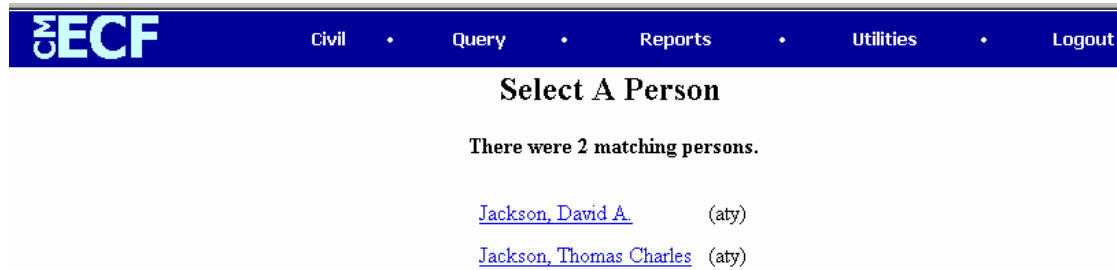 CM ECF Civil • Query • Reports • Utilities • Logout
Select A Person
There were 2 matching persons.
Jackson, David A. (aty)
Jackson, Thomas Charles (aty)